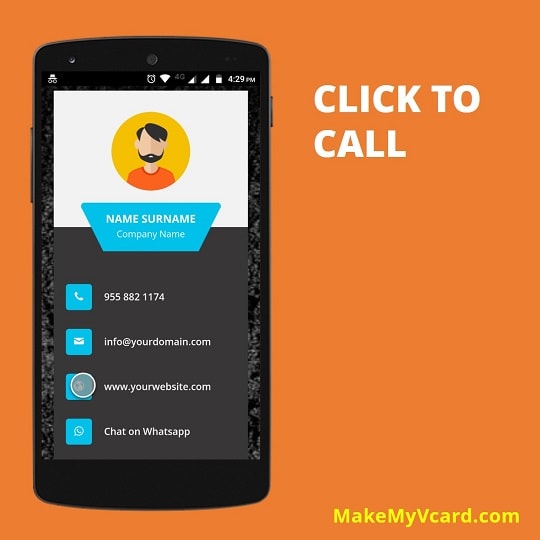 4G 4:29 PM
CLICK TO
CALL
NAME SURNAME
Company Name
955 882 1174
info@yourdomain.com
www.yourwebsite.com
Chat on Whatsapp
MakeMyVcard.com